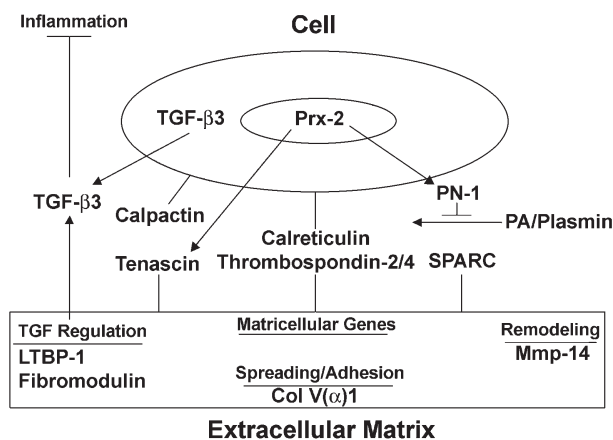 Inflammation
Cell
TGF-β3
Prx-2
TGF-β3
PN-1
Calpactin
PA/Plasmin
Calreticulin
Tenascin
Thrombospondin-2/4
SPARC
TGF Regulation
LTBP-1
Fibromodulin
Matricellular Genes
Spreading/Adhesion
Col V(α)1
Remodeling
Mmp-14
Extracellular Matrix